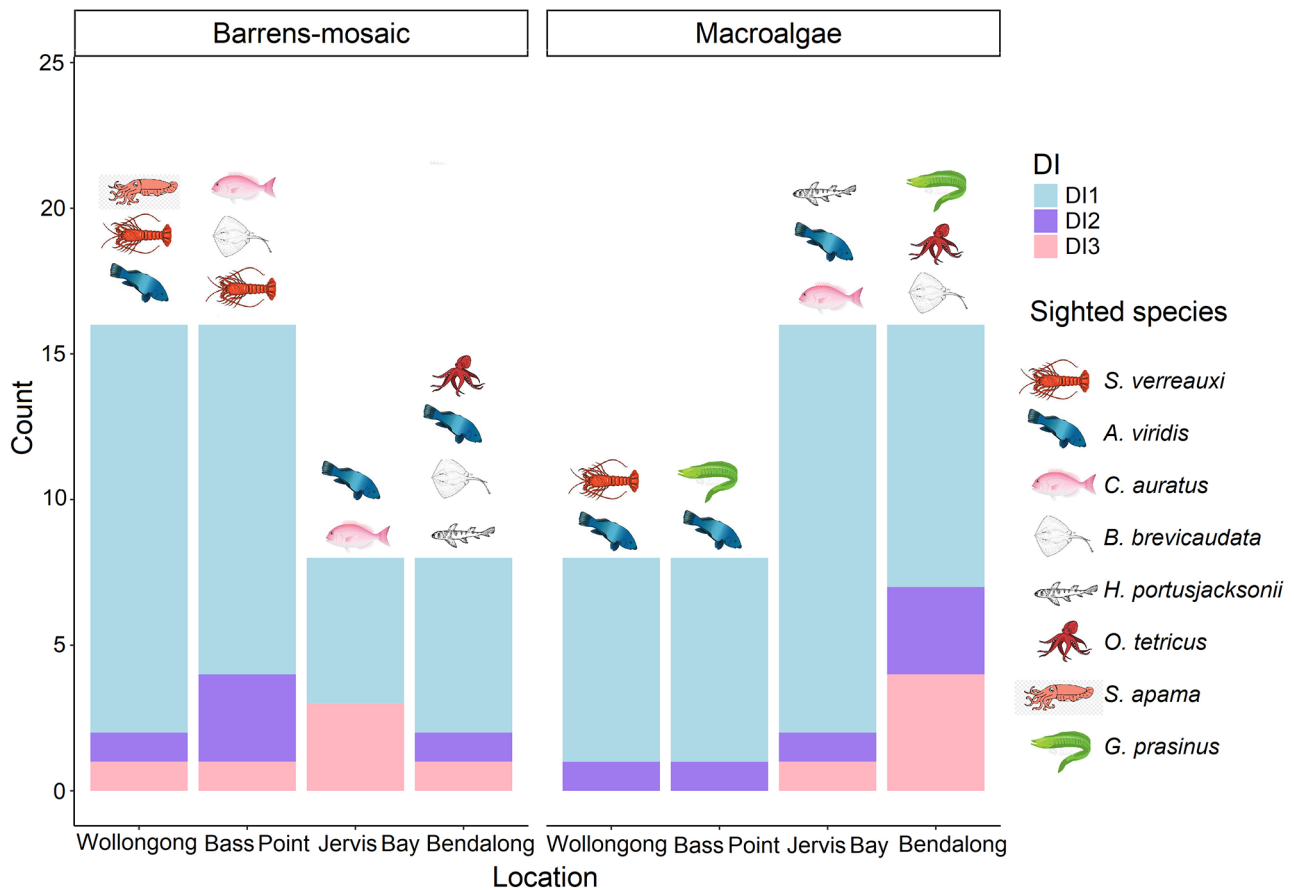 Barrens-mosaic
Macroalgae
25
20
15
10
5
0
Count
Wollongong Bass Point Jervis Bay Bendalong
Wollongong Bass Point Jervis Bay Bendalong
Location
DI
DI1
DI2
DI3
Sighted species
S. verreauxi
A. viridis
C. auratus
B. brevicaudata
H. portusjacksonii
O. tetricus
S. apama
G. prasinus